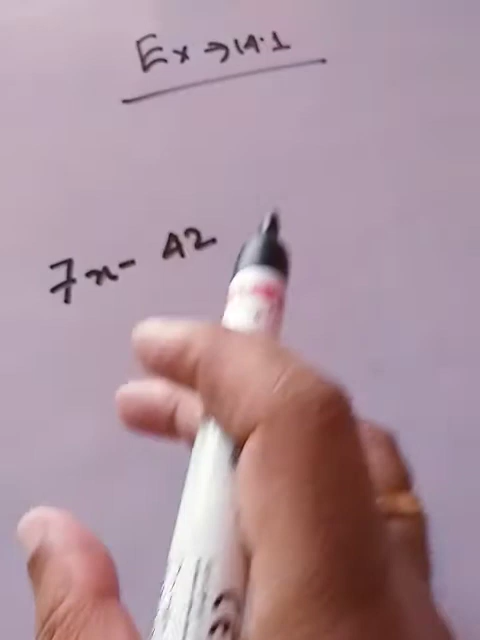 Ex → 14.1
7x - 42